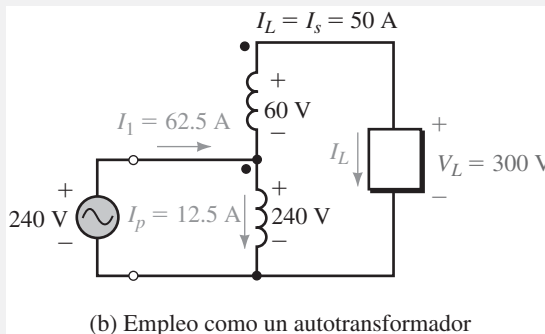 I_L = I_s = 50 A
+
60 V
−
I_1 = 62.5 A
I_L
+
V_L = 300 V
−
+
240 V
−
I_p = 12.5 A
+
240 V
−
(b) Empleo como un autotransformador